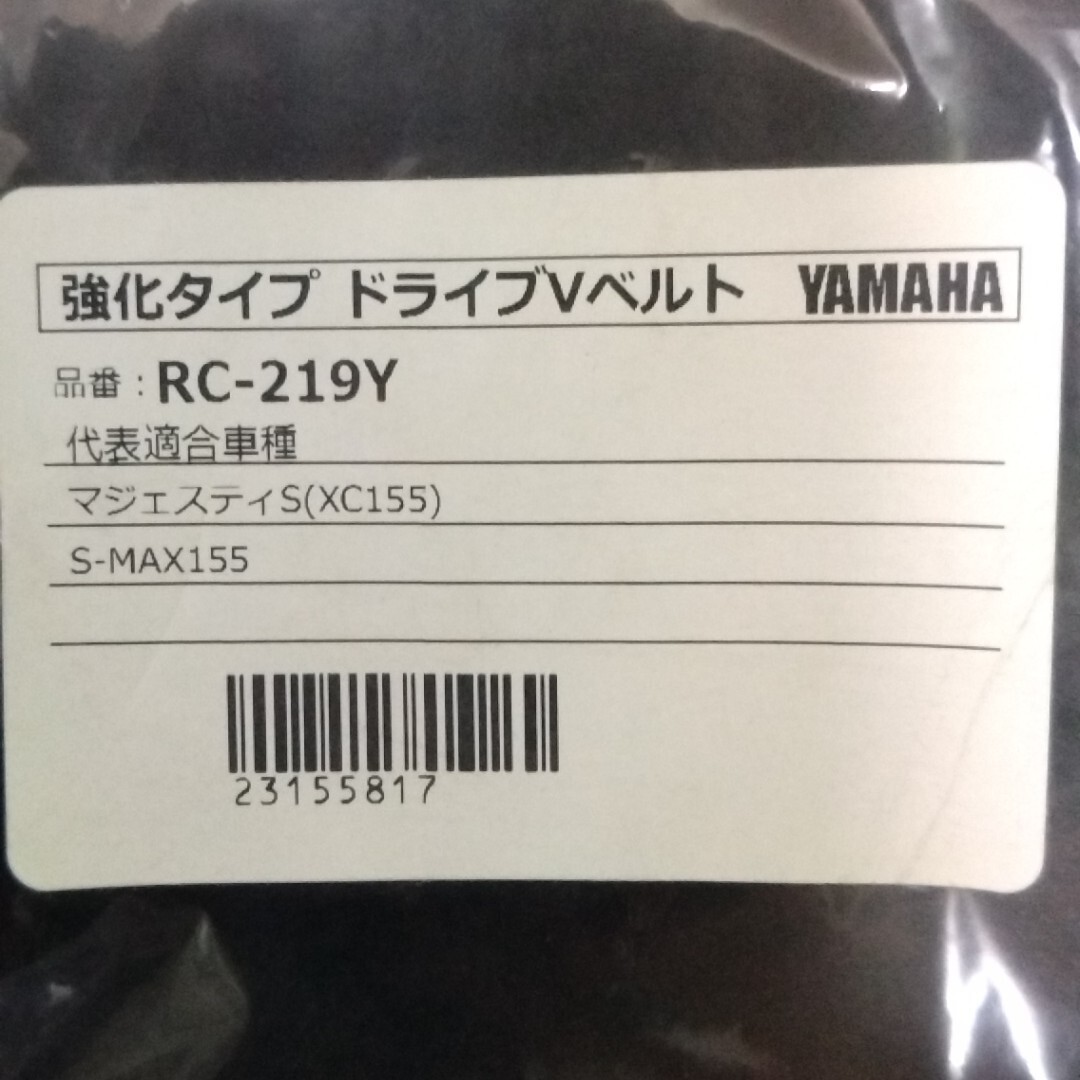 強化タイプ ドライブVベルト YAMAHA
品番：RC-219Y
代表適合車種
マジェスティS(XC155)
S-MAX155
23155817